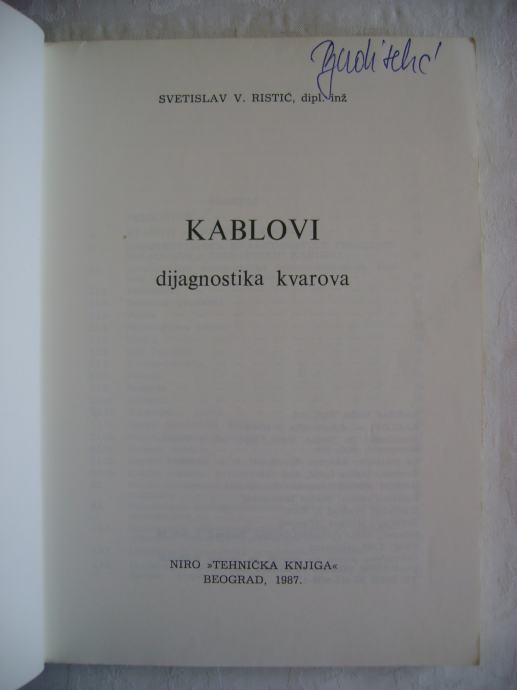 SVETISLAV V. RISTIĆ, dipl. inž
KABLOVI
dijagnostika kvarova
NIRO »TEHNIČKA KNJIGA«
BEOGRAD, 1987.